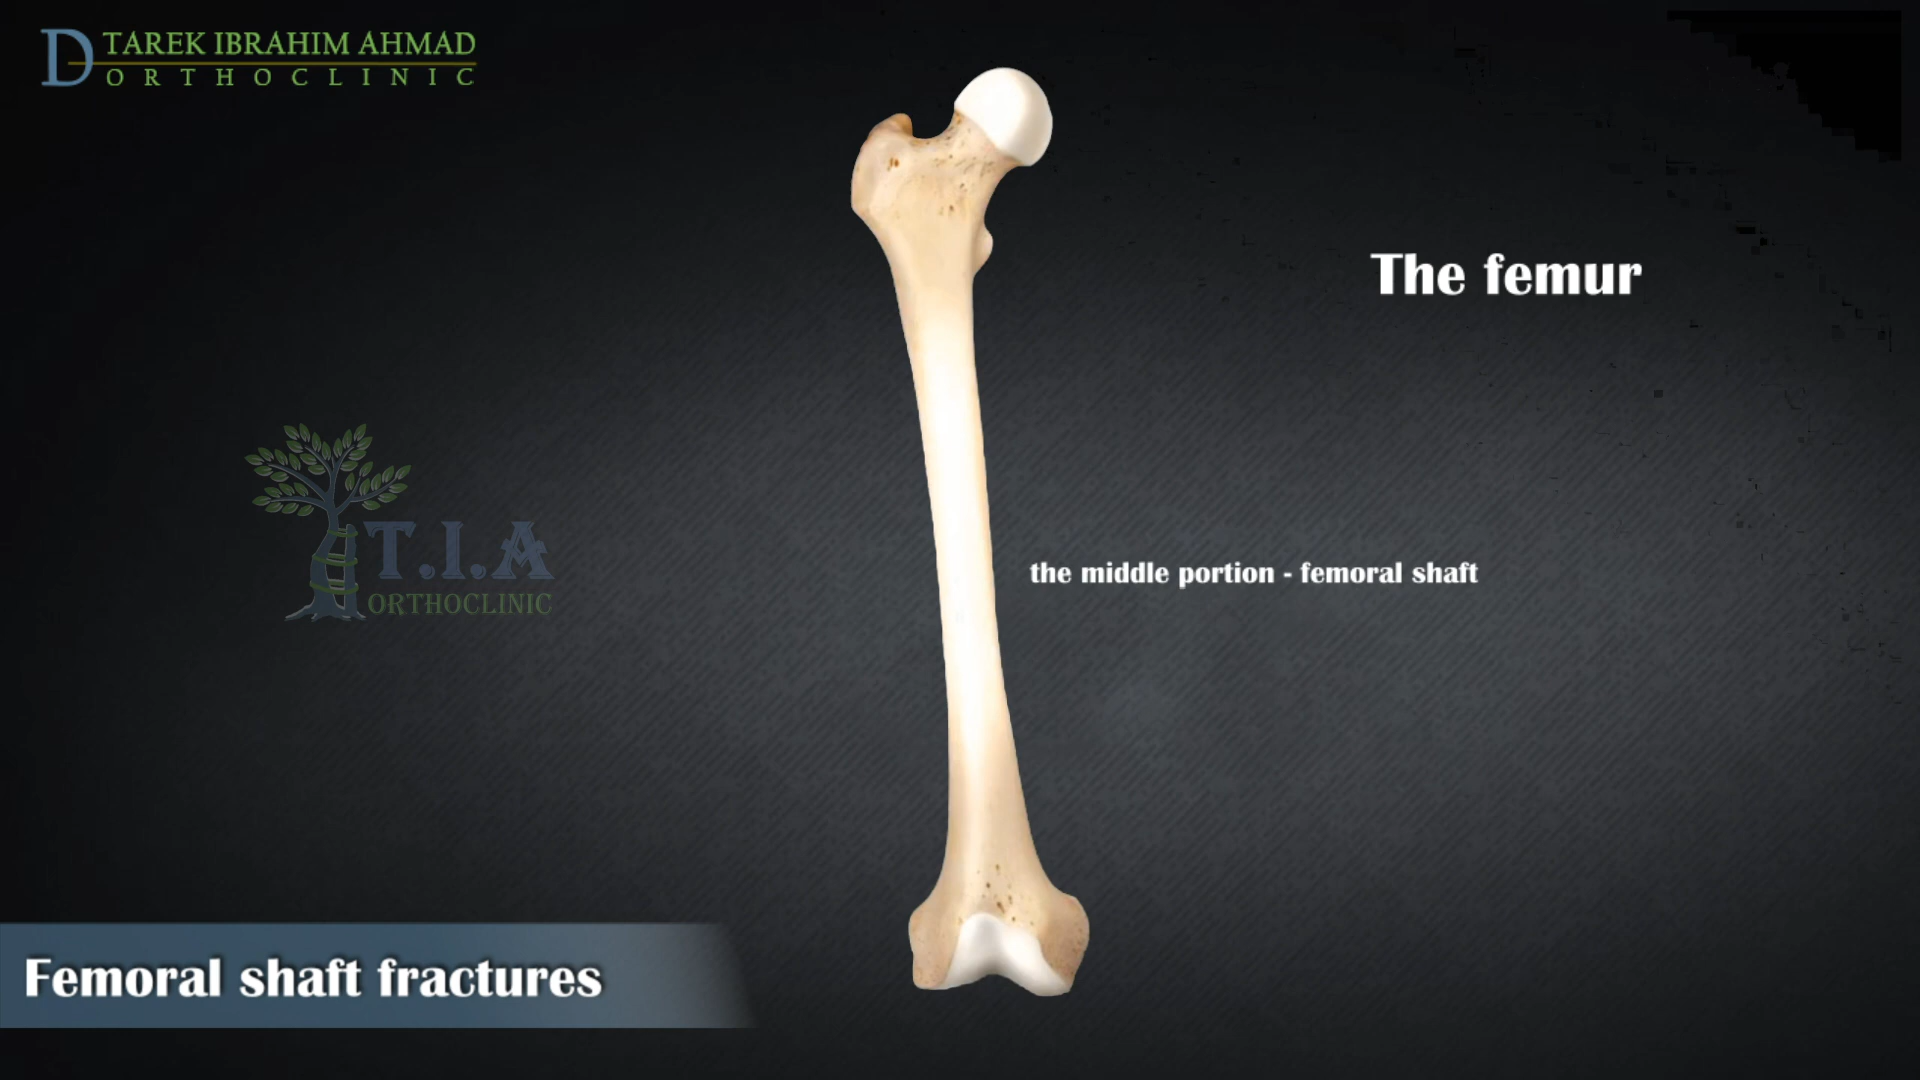 D TAREK IBRAHIM AHMAD
ORTHOCLINIC
The femur
T.I.A
ORTHOCLINIC
the middle portion - femoral shaft
Femoral shaft fractures